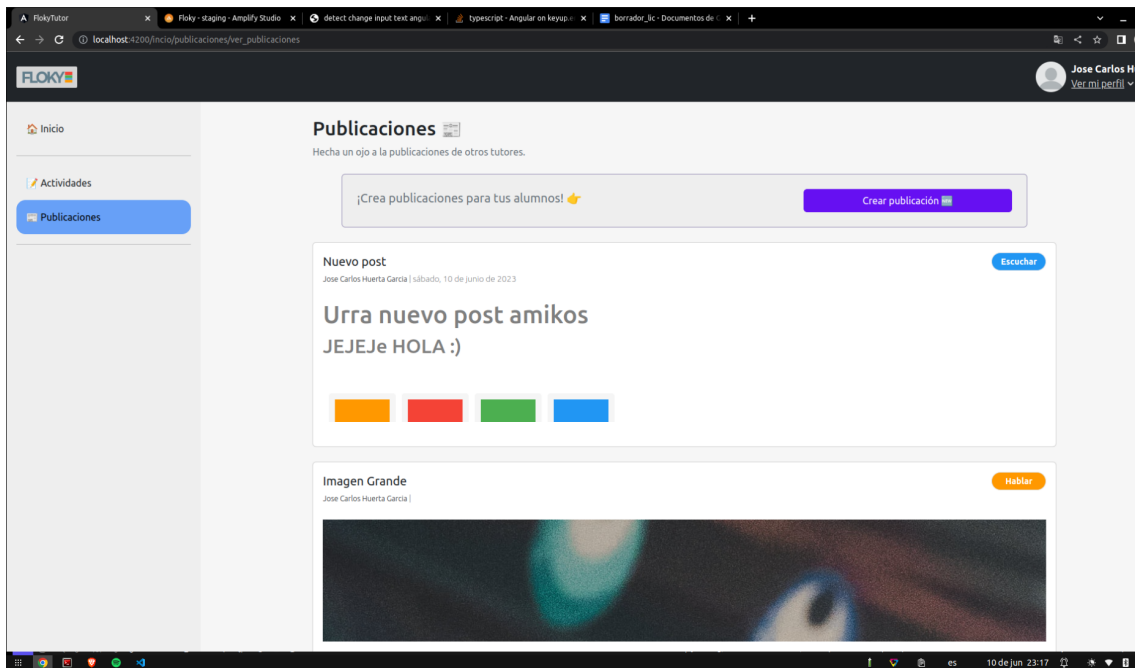 FlokyTutor
Floky - staging - Amplify Studio
detect change input text angul
typescript - Angular on keyup.e
borrador_lic - Documentos de
localhost:4200/incio/publicaciones/ver_publicaciones
FLOKY
Jose Carlos H
Ver mi perfil
Inicio
Actividades
Publicaciones
Publicaciones
Hecha un ojo a la publicaciones de otros tutores.
¡Crea publicaciones para tus alumnos!
Crear publicación
Nuevo post
Escuchar
Jose Carlos Huerta Garcia | sábado, 10 de junio de 2023
Urra nuevo post amikos
JEJEJe HOLA :)
Imagen Grande
Hablar
Jose Carlos Huerta Garcia |
es
10 de jun 23:17